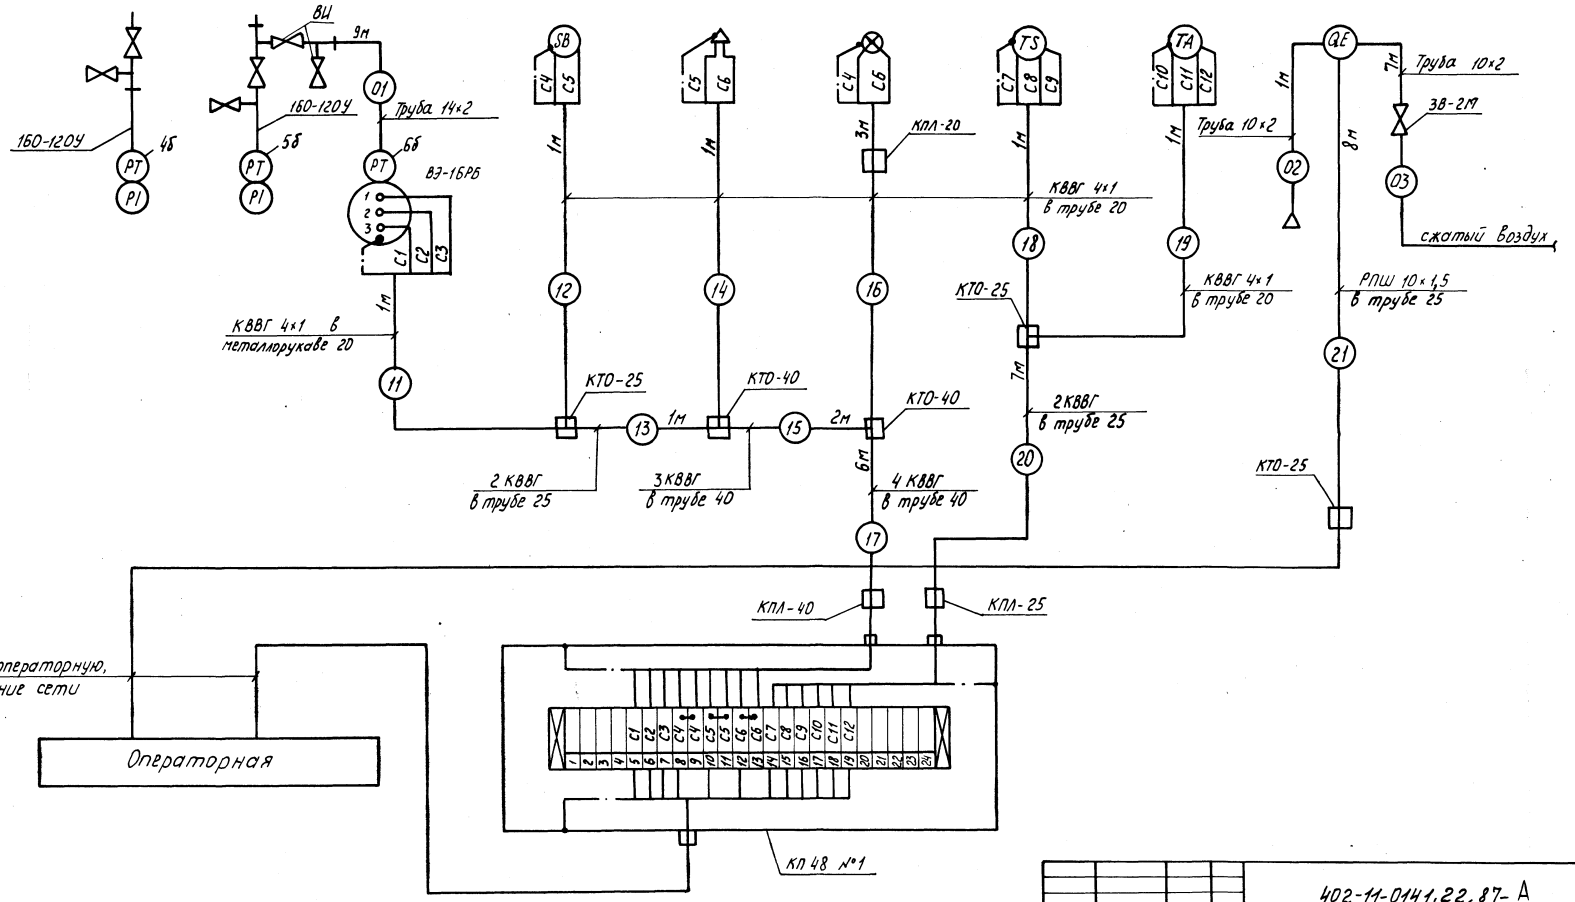 ВИ
9м
160-120У
4б
РТ
PI
160-120У
5б
РТ
PI
01
Труба 14×2
6б
РТ
ВЭ-16РБ
1
2
3
С1
С2
С3
1м
КВВГ 4×1 в
металлорукаве 20
11
SB
С4
С5
1м
12
КТО-25
13
1м
2 КВВГ
в трубе 25
С5
С6
1м
14
КТО-40
15
2м
3 КВВГ
в трубе 40
С4
С6
3м
КПЛ-20
16
КТО-40
6м
4 КВВГ
в трубе 40
17
КПЛ-40
TS
С7
С8
С9
1м
КВВГ 4×1
в трубе 20
18
КТО-25
7м
2 КВВГ
в трубе 25
20
КПЛ-25
TA
С10
С11
С12
1м
19
КВВГ 4×1
в трубе 20
QE
1м
Труба 10×2
02
8м
7м
Труба 10×2
ЗВ-2М
03
сжатый воздух
РПШ 10×1,5
в трубе 25
21
КТО-25
операторную,
ние сети
Операторная
С1 С2 С3 С4 С4 С5 С5 С6 С6 С7 С8 С9 С10 С11 С12
1 2 3 4 5 6 7 8 9 10 11 12 13 14 15 16 17 18 19 20 21 22 23 24
КП 48 №1
402-11-0141.22.87-А